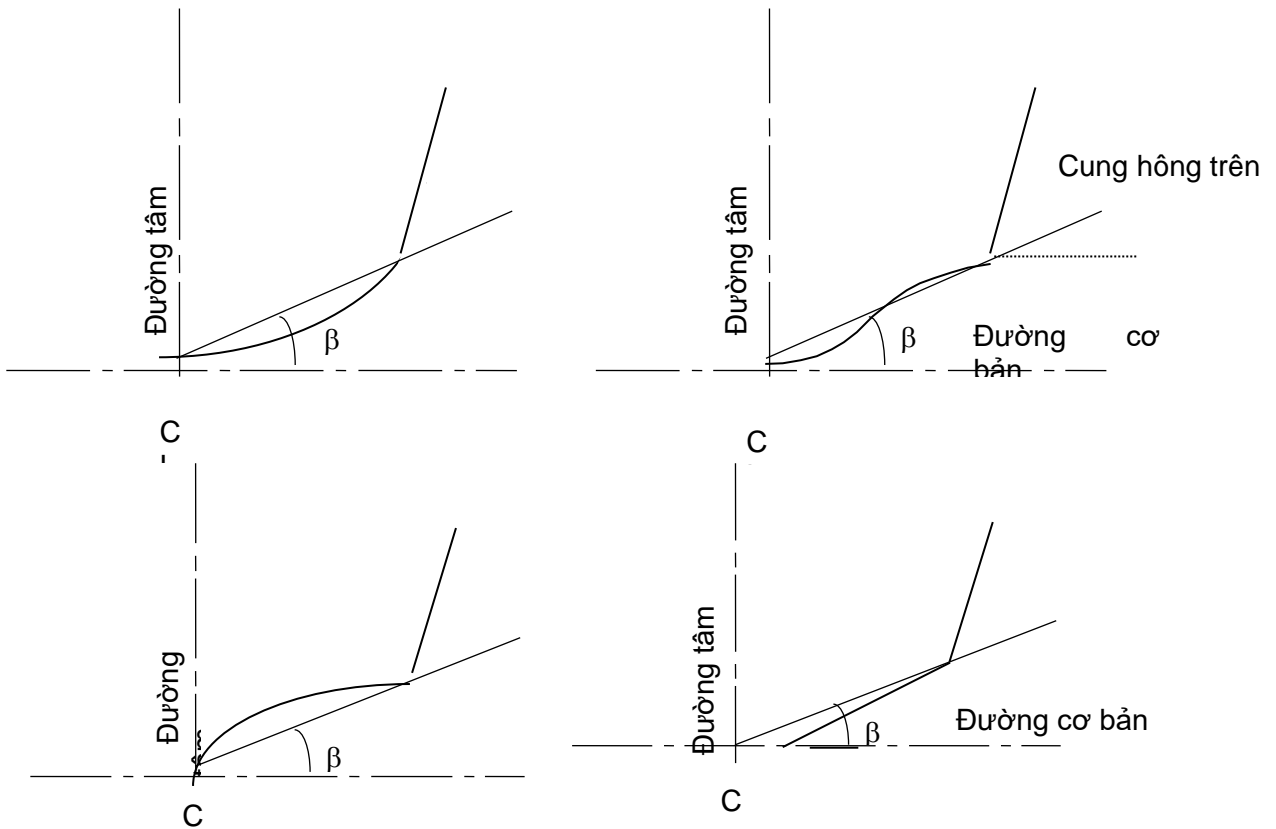 Đường tâm
β
C
Đường tâm
Cung hông trên
β
Đường cơ
bản
C
Đường
β
C
Đường tâm
β
Đường cơ bản
C